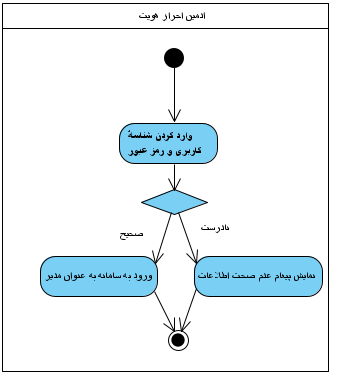 ادمین احراز هویت
وارد کردن شناسهٔ
کاربری و رمز عبور
صحیح
نادرست
ورود به سامانه به عنوان مدیر
نمایش پیغام عدم صحت اطلاعات